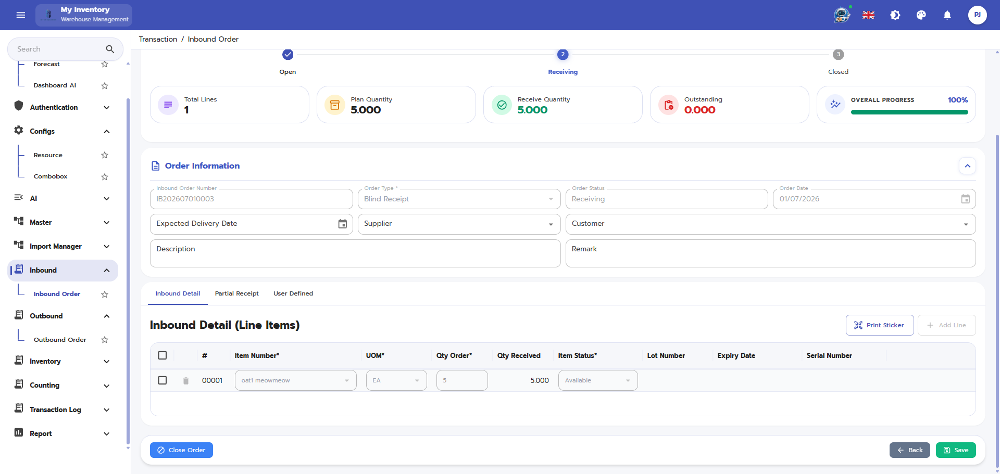 My Inventory
Warehouse Management
PJ
Search
Transaction / Inbound Order
Forecast
Dashboard AI
Authentication
Configs
Resource
Combobox
AI
Master
Import Manager
Inbound
Inbound Order
Outbound
Outbound Order
Inventory
Counting
Transaction Log
Report
2
3
Open
Receiving
Closed
Total Lines
1
Plan Quantity
5.000
Receive Quantity
5.000
Outstanding
0.000
OVERALL PROGRESS 100%
Order Information
Inbound Order Number
IB202607010003
Order Type *
Blind Receipt
Order Status
Receiving
Order Date
01/07/2026
Expected Delivery Date
Supplier
Customer
Description
Remark
Inbound Detail
Partial Receipt
User Defined
Inbound Detail (Line Items)
Print Sticker
Add Line
# Item Number* UOM* Qty Order* Qty Received Item Status* Lot Number Expiry Date Serial Number
00001 oat1 meowmeow EA 5 5.000 Available
Close Order
Back
Save